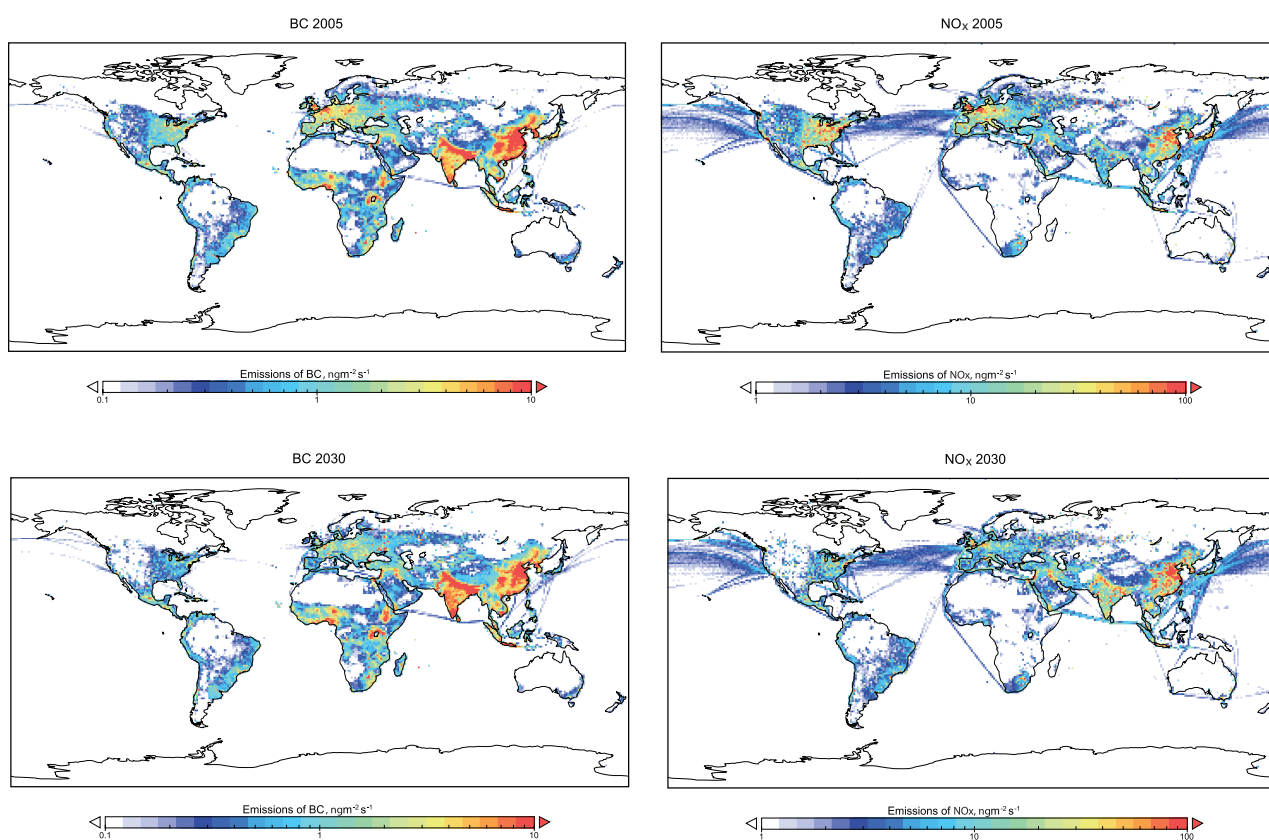 BC 2005
NOx 2005
Emissions of BC, ngm⁻² s⁻¹
0.1 1 10
Emissions of NOx, ngm⁻² s⁻¹
1 10 100
BC 2030
NOx 2030
Emissions of BC, ngm⁻² s⁻¹
0.1 1 10
Emissions of NOx, ngm⁻² s⁻¹
1 10 100